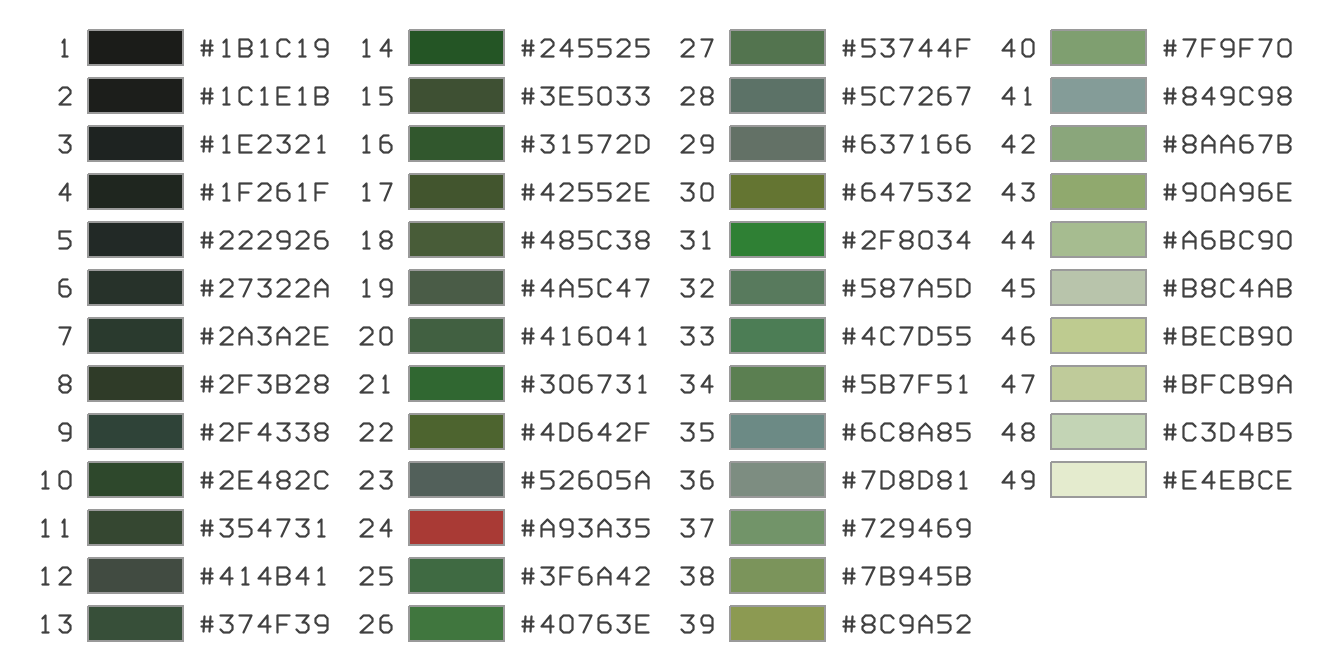 1 #1B1C19 14 #245525 27 #53744F 40 #7F9F70
2 #1C1E1B 15 #3E5033 28 #5C7267 41 #849C98
3 #1E2321 16 #31572D 29 #637166 42 #8AA67B
4 #1F261F 17 #42552E 30 #647532 43 #90A96E
5 #222926 18 #485C38 31 #2F8034 44 #A6BC90
6 #27322A 19 #4A5C47 32 #587A5D 45 #B8C4AB
7 #2A3A2E 20 #416041 33 #4C7D55 46 #BECB90
8 #2F3B28 21 #306731 34 #5B7F51 47 #BFCB9A
9 #2F4338 22 #4D642F 35 #6C8A85 48 #C3D4B5
10 #2E482C 23 #52605A 36 #7D8D81 49 #E4EBCE
11 #354731 24 #A93A35 37 #729469
12 #414B41 25 #3F6A42 38 #7B945B
13 #374F39 26 #40763E 39 #8C9A52